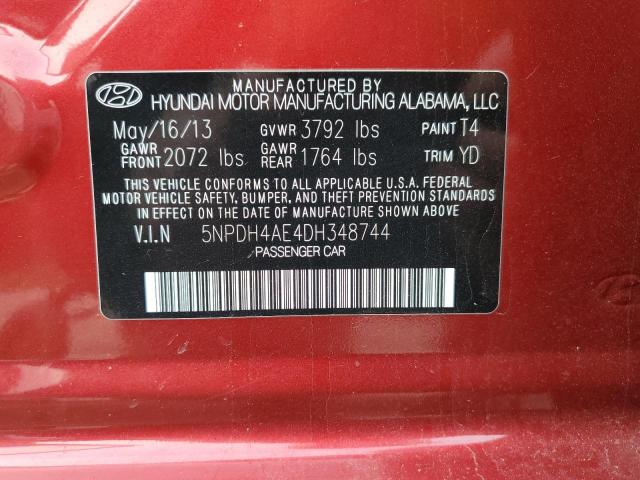 MANUFACTURED BY
HYUNDAI MOTOR MANUFACTURING ALABAMA, LLC
May/16/13 GVWR 3792 lbs PAINT T4
GAWR FRONT 2072 lbs GAWR REAR 1764 lbs TRIM YD
THIS VEHICLE CONFORMS TO ALL APPLICABLE U.S.A. FEDERAL
MOTOR VEHICLE SAFETY, BUMPER, AND THEFT PREVENTION STANDARDS
IN EFFECT ON THE DATE OF MANUFACTURE SHOWN ABOVE.
V.I.N 5NPDH4AE4DH348744
PASSENGER CAR